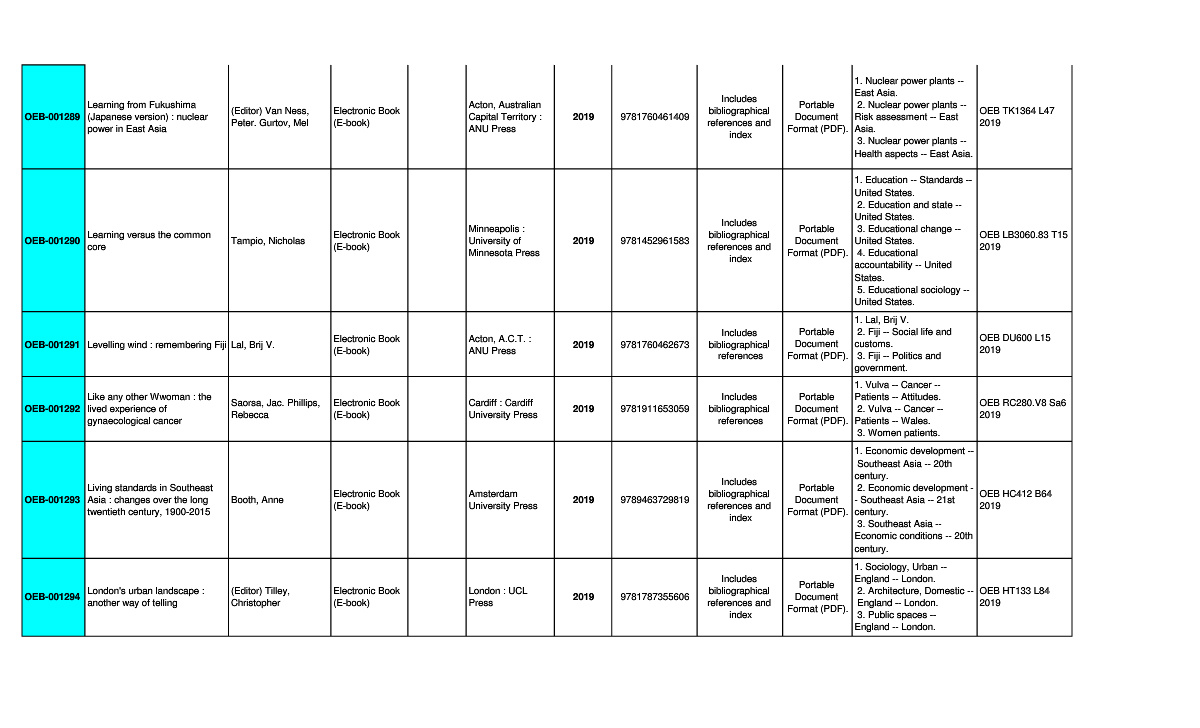 OEB-001289
Learning from Fukushima
(Japanese version) : nuclear
power in East Asia
(Editor) Van Ness,
Peter. Gurtov, Mel
Electronic Book
(E-book)
Acton, Australian
Capital Territory :
ANU Press
2019
9781760461409
Includes
bibliographical
references and
index
Portable
Document
Format (PDF).
1. Nuclear power plants --
East Asia.
2. Nuclear power plants --
Risk assessment -- East
Asia.
3. Nuclear power plants --
Health aspects -- East Asia.
OEB TK1364 L47
2019
OEB-001290
Learning versus the common
core
Tampio, Nicholas
Electronic Book
(E-book)
Minneapolis :
University of
Minnesota Press
2019
9781452961583
Includes
bibliographical
references and
index
Portable
Document
Format (PDF).
1. Education -- Standards --
United States.
2. Education and state --
United States.
3. Educational change --
United States.
4. Educational
accountability -- United
States.
5. Educational sociology --
United States.
OEB LB3060.83 T15
2019
OEB-001291
Levelling wind : remembering Fiji
Lal, Brij V.
Electronic Book
(E-book)
Acton, A.C.T. :
ANU Press
2019
9781760462673
Includes
bibliographical
references
Portable
Document
Format (PDF).
1. Lal, Brij V.
2. Fiji -- Social life and
customs.
3. Fiji -- Politics and
government.
OEB DU600 L15
2019
OEB-001292
Like any other Wwoman : the
lived experience of
gynaecological cancer
Saorsa, Jac. Phillips,
Rebecca
Electronic Book
(E-book)
Cardiff : Cardiff
University Press
2019
9781911653059
Includes
bibliographical
references
Portable
Document
Format (PDF).
1. Vulva -- Cancer --
Patients -- Attitudes.
2. Vulva -- Cancer --
Patients -- Wales.
3. Women patients.
OEB RC280.V8 Sa6
2019
OEB-001293
Living standards in Southeast
Asia : changes over the long
twentieth century, 1900-2015
Booth, Anne
Electronic Book
(E-book)
Amsterdam
University Press
2019
9789463729819
Includes
bibliographical
references and
index
Portable
Document
Format (PDF).
1. Economic development --
Southeast Asia -- 20th
century.
2. Economic development -
- Southeast Asia -- 21st
century.
3. Southeast Asia --
Economic conditions -- 20th
century.
OEB HC412 B64
2019
OEB-001294
London's urban landscape :
another way of telling
(Editor) Tilley,
Christopher
Electronic Book
(E-book)
London : UCL
Press
2019
9781787355606
Includes
bibliographical
references and
index
Portable
Document
Format (PDF).
1. Sociology, Urban --
England -- London.
2. Architecture, Domestic --
England -- London.
3. Public spaces --
England -- London.
OEB HT133 L84
2019